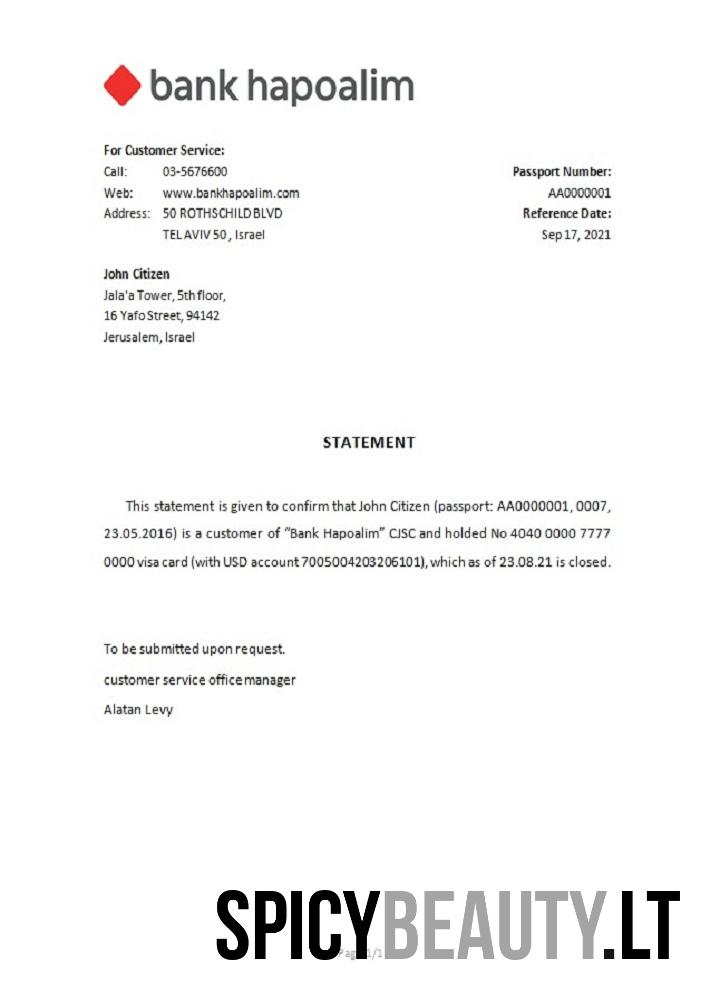 bank hapoalim
For Customer Service:
Call: 03-5676600
Web: www.bankhapoalim.com
Address: 50 ROTHSCHILD BLVD
TEL AVIV 50, Israel
Passport Number:
AA0000001
Reference Date:
Sep 17, 2021
John Citizen
Jala'a Tower, 5th floor,
16 Yafo Street, 94142
Jerusalem, Israel
STATEMENT
This statement is given to confirm that John Citizen (passport: AA0000001, 0007,
23.05.2016) is a customer of “Bank Hapoalim” CJSC and holded No 4040 0000 7777
0000 visa card (with USD account 7005004203206101), which as of 23.08.21 is closed.
To be submitted upon request.
customer service office manager
Alatan Levy
SPICYBEAUTY.LT
1/1